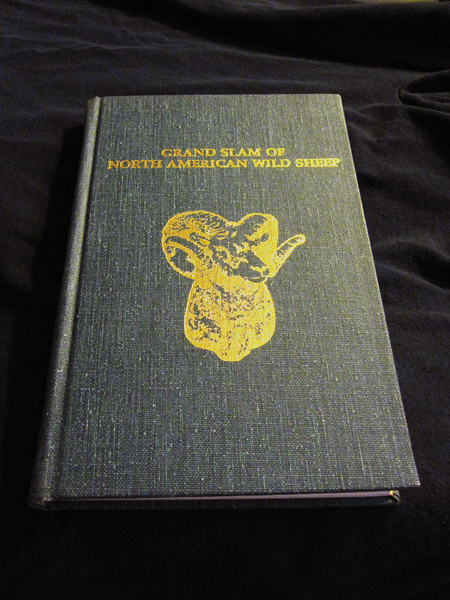 GRAND SLAM OF
NORTH AMERICAN WILD SHEEP